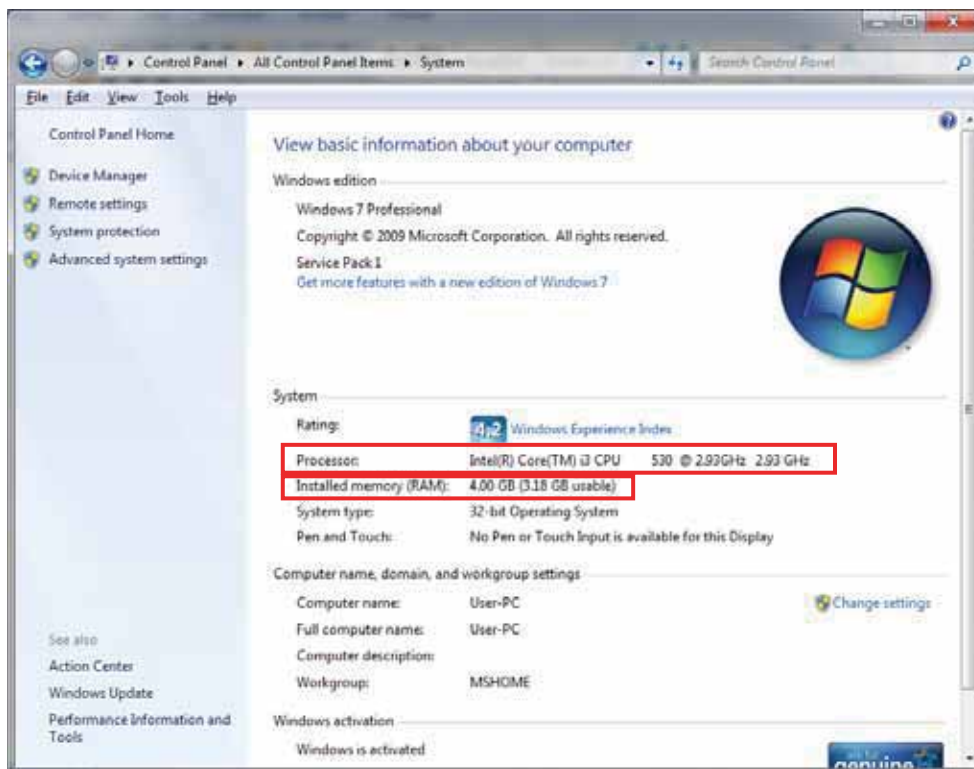 Control Panel ▸ All Control Panel Items ▸ System
Search Control Panel
File Edit View Tools Help
Control Panel Home
Device Manager
Remote settings
System protection
Advanced system settings
See also
Action Center
Windows Update
Performance Information and
Tools
View basic information about your computer
Windows edition
Windows 7 Professional
Copyright © 2009 Microsoft Corporation. All rights reserved.
Service Pack 1
Get more features with a new edition of Windows 7
System
Rating: 4,2 Windows Experience Index
Processor: Intel(R) Core(TM) i3 CPU 530 @ 2.93GHz 2.93 GHz
Installed memory (RAM): 4.00 GB (3.18 GB usable)
System type: 32-bit Operating System
Pen and Touch: No Pen or Touch Input is available for this Display
Computer name, domain, and workgroup settings
Computer name: User-PC
Change settings
Full computer name: User-PC
Computer description:
Workgroup: MSHOME
Windows activation
Windows is activated
genuine